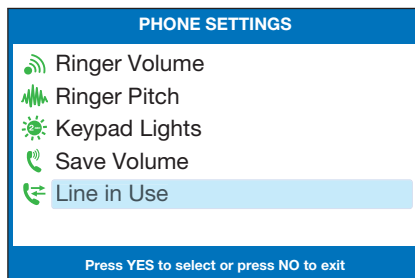 PHONE SETTINGS
Ringer Volume
Ringer Pitch
Keypad Lights
Save Volume
Line in Use
Press YES to select or press NO to exit